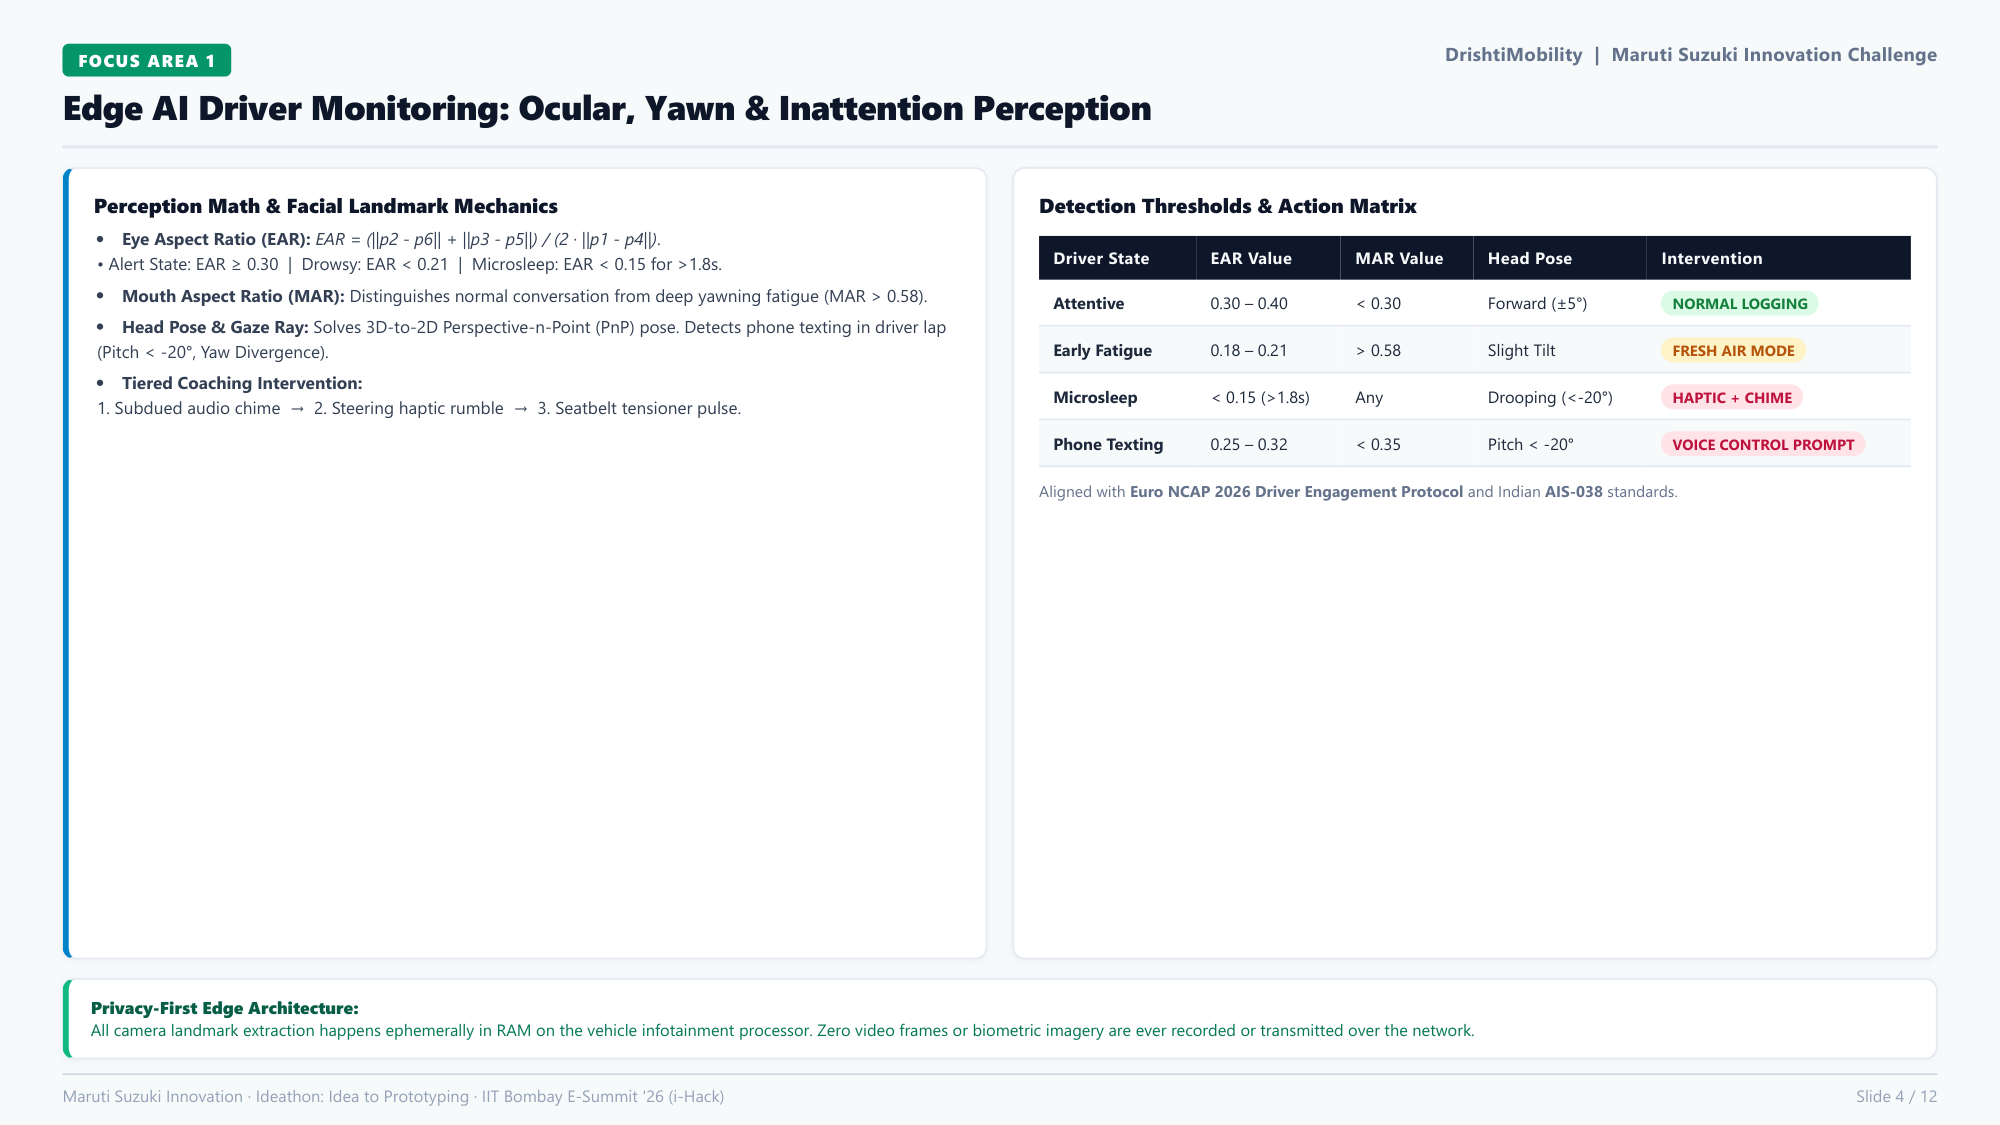 FOCUS AREA 1
DrishtiMobility | Maruti Suzuki Innovation Challenge
Edge AI Driver Monitoring: Ocular, Yawn & Inattention Perception
Perception Math & Facial Landmark Mechanics
• Eye Aspect Ratio (EAR): EAR = (||p2 - p6|| + ||p3 - p5||) / (2 · ||p1 - p4||).
• Alert State: EAR ≥ 0.30 | Drowsy: EAR < 0.21 | Microsleep: EAR < 0.15 for >1.8s.
• Mouth Aspect Ratio (MAR): Distinguishes normal conversation from deep yawning fatigue (MAR > 0.58).
• Head Pose & Gaze Ray: Solves 3D-to-2D Perspective-n-Point (PnP) pose. Detects phone texting in driver lap
(Pitch < -20°, Yaw Divergence).
• Tiered Coaching Intervention:
1. Subdued audio chime → 2. Steering haptic rumble → 3. Seatbelt tensioner pulse.
Detection Thresholds & Action Matrix
Driver State EAR Value MAR Value Head Pose Intervention
Attentive 0.30 – 0.40 < 0.30 Forward (±5°) NORMAL LOGGING
Early Fatigue 0.18 – 0.21 > 0.58 Slight Tilt FRESH AIR MODE
Microsleep < 0.15 (>1.8s) Any Drooping (<-20°) HAPTIC + CHIME
Phone Texting 0.25 – 0.32 < 0.35 Pitch < -20° VOICE CONTROL PROMPT
Aligned with Euro NCAP 2026 Driver Engagement Protocol and Indian AIS-038 standards.
Privacy-First Edge Architecture:
All camera landmark extraction happens ephemerally in RAM on the vehicle infotainment processor. Zero video frames or biometric imagery are ever recorded or transmitted over the network.
Maruti Suzuki Innovation · Ideathon: Idea to Prototyping · IIT Bombay E-Summit '26 (i-Hack)
Slide 4 / 12